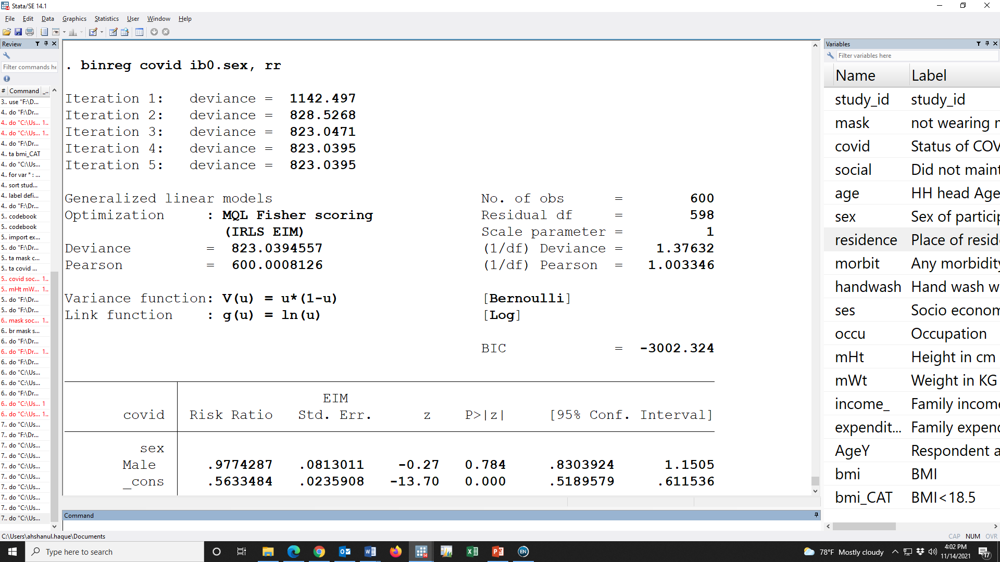 Stata/SE 14.1
File Edit Data Graphics Statistics User Window Help
Review
Filter commands he
# Command _..
3.. use "F:\D...
4.. do "F:\Dr...
4.. do "C:\Us... 1..
4.. do "C:\Us... 1..
4.. do "F:\Dr...
4.. ta bmi_CAT
4.. do "C:\Us...
4.. for var * : ...
4.. sort stud...
4.. label defi...
4.. do "F:\Dr...
5.. codebook
5.. codebook
5.. import ex...
5.. do "F:\Dr...
5.. ta mask c...
5.. ta covid ...
5.. covid soc... 1..
5.. mHt mW... 1..
5.. do "F:\Dr...
5.. do "F:\Dr...
6.. mask soc... 1..
6.. br mask s...
6.. do "F:\Dr...
6.. do "F:\Dr... 1..
6.. do "F:\Dr...
6.. do "C:\Us...
6.. do "C:\Us...
6.. do "F:\Dr...
6.. do "C:\Us... 1
6.. do "C:\Us... 1..
7.. do "C:\Us...
7.. do "F:\Dr...
7.. do "C:\Us...
7.. do "C:\Us...
7.. do "C:\Us...
7.. do "C:\Us...
7.. do "C:\Us...
7.. do "C:\Us...
7.. do "C:\Us...
7.. do "C:\Us...
. binreg covid ib0.sex, rr
Iteration 1: deviance = 1142.497
Iteration 2: deviance = 828.5268
Iteration 3: deviance = 823.0471
Iteration 4: deviance = 823.0395
Iteration 5: deviance = 823.0395
Generalized linear models No. of obs = 600
Optimization : MQL Fisher scoring Residual df = 598
(IRLS EIM) Scale parameter = 1
Deviance = 823.0394557 (1/df) Deviance = 1.37632
Pearson = 600.0008126 (1/df) Pearson = 1.003346
Variance function: V(u) = u*(1-u) [Bernoulli]
Link function : g(u) = ln(u) [Log]
BIC = -3002.324
EIM
covid Risk Ratio Std. Err. z P>|z| [95% Conf. Interval]
sex
Male .9774287 .0813011 -0.27 0.784 .8303924 1.1505
_cons .5633484 .0235908 -13.70 0.000 .5189579 .611536
Command
Variables
Filter variables here
Name Label
study_id study_id
mask not wearing m
covid Status of COV
social Did not maint
age HH head Age
sex Sex of particip
residence Place of reside
morbit Any morbidity
handwash Hand wash w
ses Socio econom
occu Occupation
mHt Height in cm
mWt Weight in KG
income_ Family income
expendit... Family expend
AgeY Respondent a
bmi BMI
bmi_CAT BMI<18.5
C:\Users\ahshanul.haque\Documents
CAP NUM OVR
Type here to search
EN
78°F Mostly cloudy
4:02 PM
11/14/2021
17